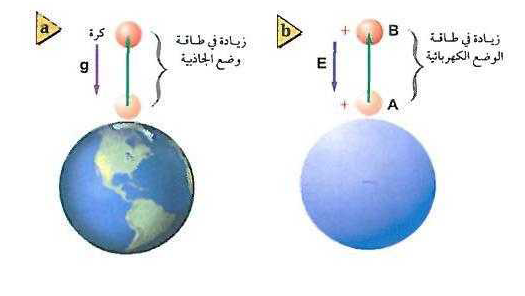 a
كرة
g
زيادة في طاقة
وضع الجاذبية
b
+ B
E
+ A
زيادة في طاقة
الوضع الكهربائية